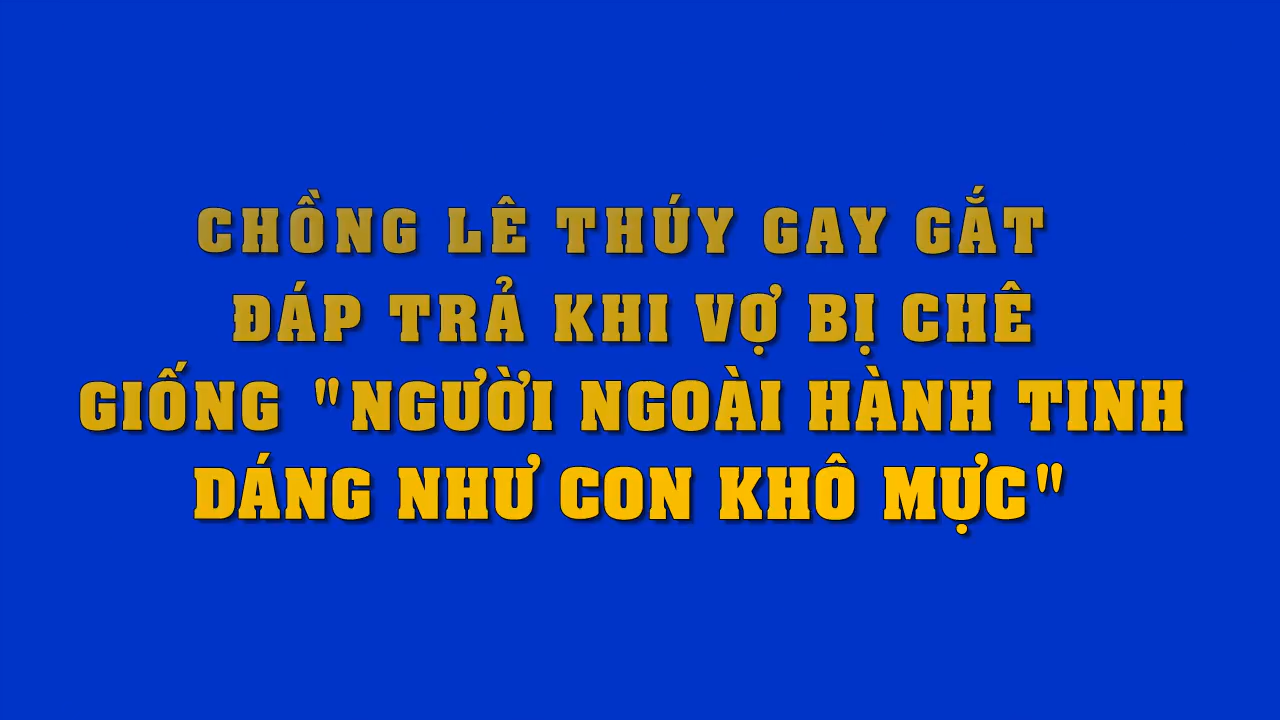 CHỒNG LÊ THÚY GAY GẮT
ĐÁP TRẢ KHI VỢ BỊ CHÊ
GIỐNG "NGƯỜI NGOÀI HÀNH TINH
DÁNG NHƯ CON KHÔ MỰC"